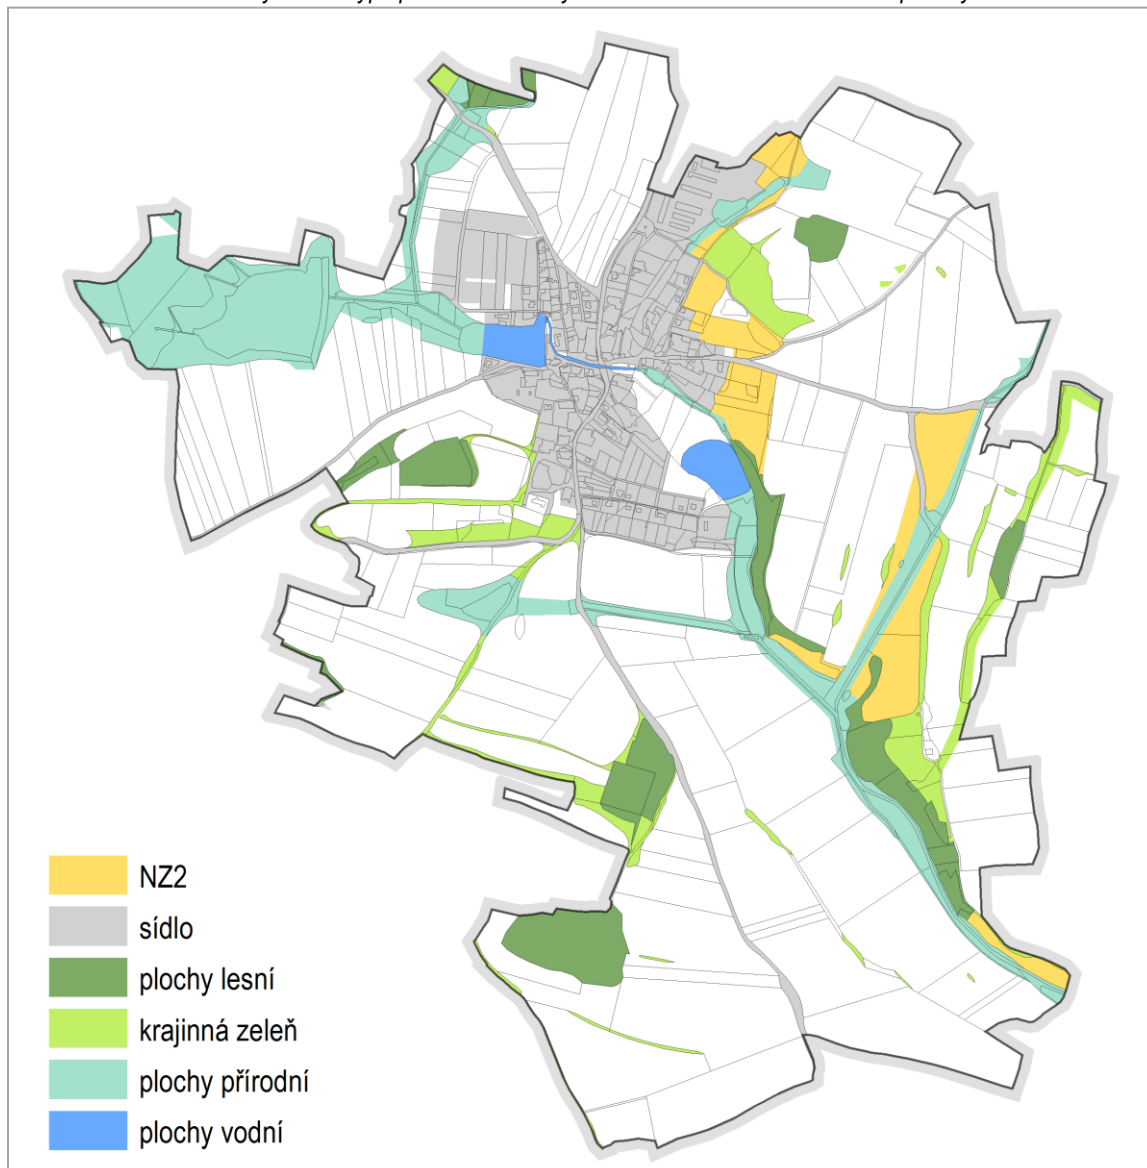 NZ2
sídlo
plochy lesní
krajinná zeleň
plochy přírodní
plochy vodní